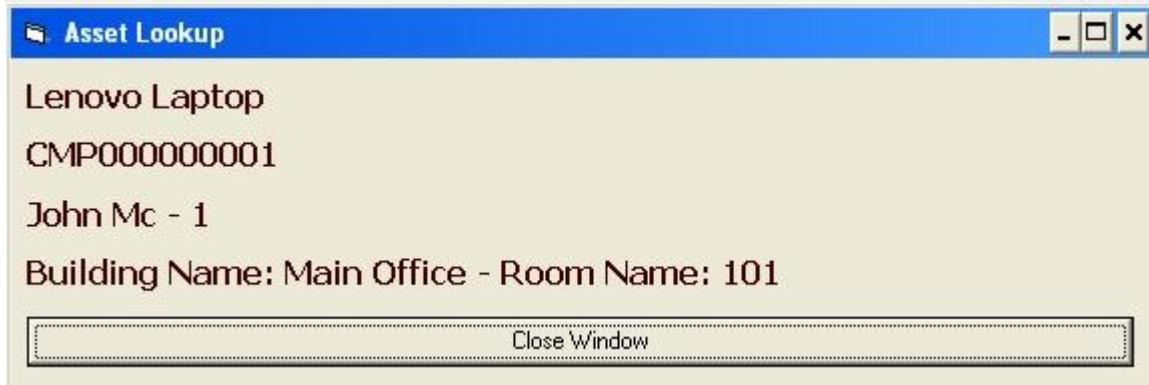 Asset Lookup
Lenovo Laptop
CMP000000001
John Mc - 1
Building Name: Main Office - Room Name: 101
Close Window